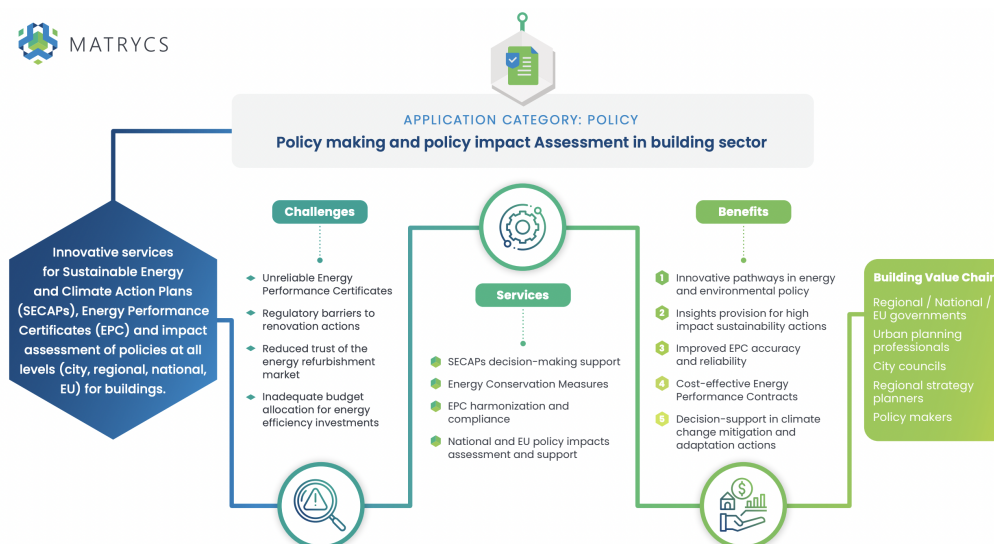 MATRYCS
APPLICATION CATEGORY: POLICY
Policy making and policy impact Assessment in building sector
Innovative services
for Sustainable Energy
and Climate Action Plans
(SECAPs), Energy Performance
Certificates (EPC) and impact
assessment of policies at all
levels (city, regional, national,
EU) for buildings.
Challenges
Unreliable Energy
Performance Certificates
Regulatory barriers to
renovation actions
Reduced trust of the
energy refurbishment
market
Inadequate budget
allocation for energy
efficiency investments
Services
SECAPs decision-making support
Energy Conservation Measures
EPC harmonization and
compliance
National and EU policy impacts
assessment and support
Benefits
1 Innovative pathways in energy
and environmental policy
2 Insights provision for high
impact sustainability actions
3 Improved EPC accuracy
and reliability
4 Cost-effective Energy
Performance Contracts
5 Decision-support in climate
change mitigation and
adaptation actions
$
Building Value Chain
Regional / National /
EU governments
Urban planning
professionals
City councils
Regional strategy
planners
Policy makers